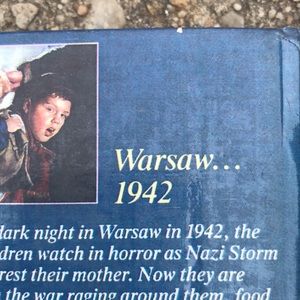 Warsaw...
1942
dark night in Warsaw in 1942, the
dren watch in horror as Nazi Storm
rest their mother. Now they are
the war raging around them, food